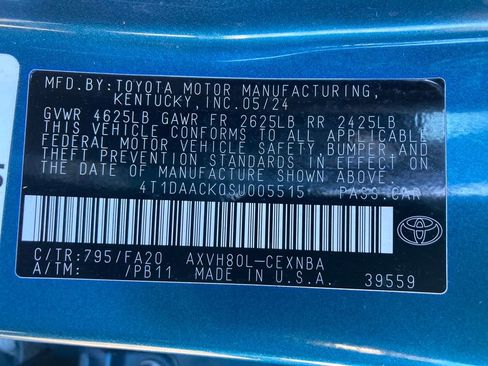 MFD.BY:TOYOTA MOTOR MANUFACTURING,
KENTUCKY, INC. 05/24
GVWR 4625LB GAWR FR 2625LB RR 2425LB
THIS VEHICLE CONFORMS TO ALL APPLICABLE
FEDERAL MOTOR VEHICLE SAFETY, BUMPER AND
THEFT PREVENTION STANDARDS IN EFFECT ON
THE DATE OF MANUFACTURE SHOWN ABOVE
4T1DAACK0SU005515 PASS.CAR
C/TR:795/FA20 AXVH80L-CEXNBA
A/TM: /PB11 MADE IN U.S.A. 39559